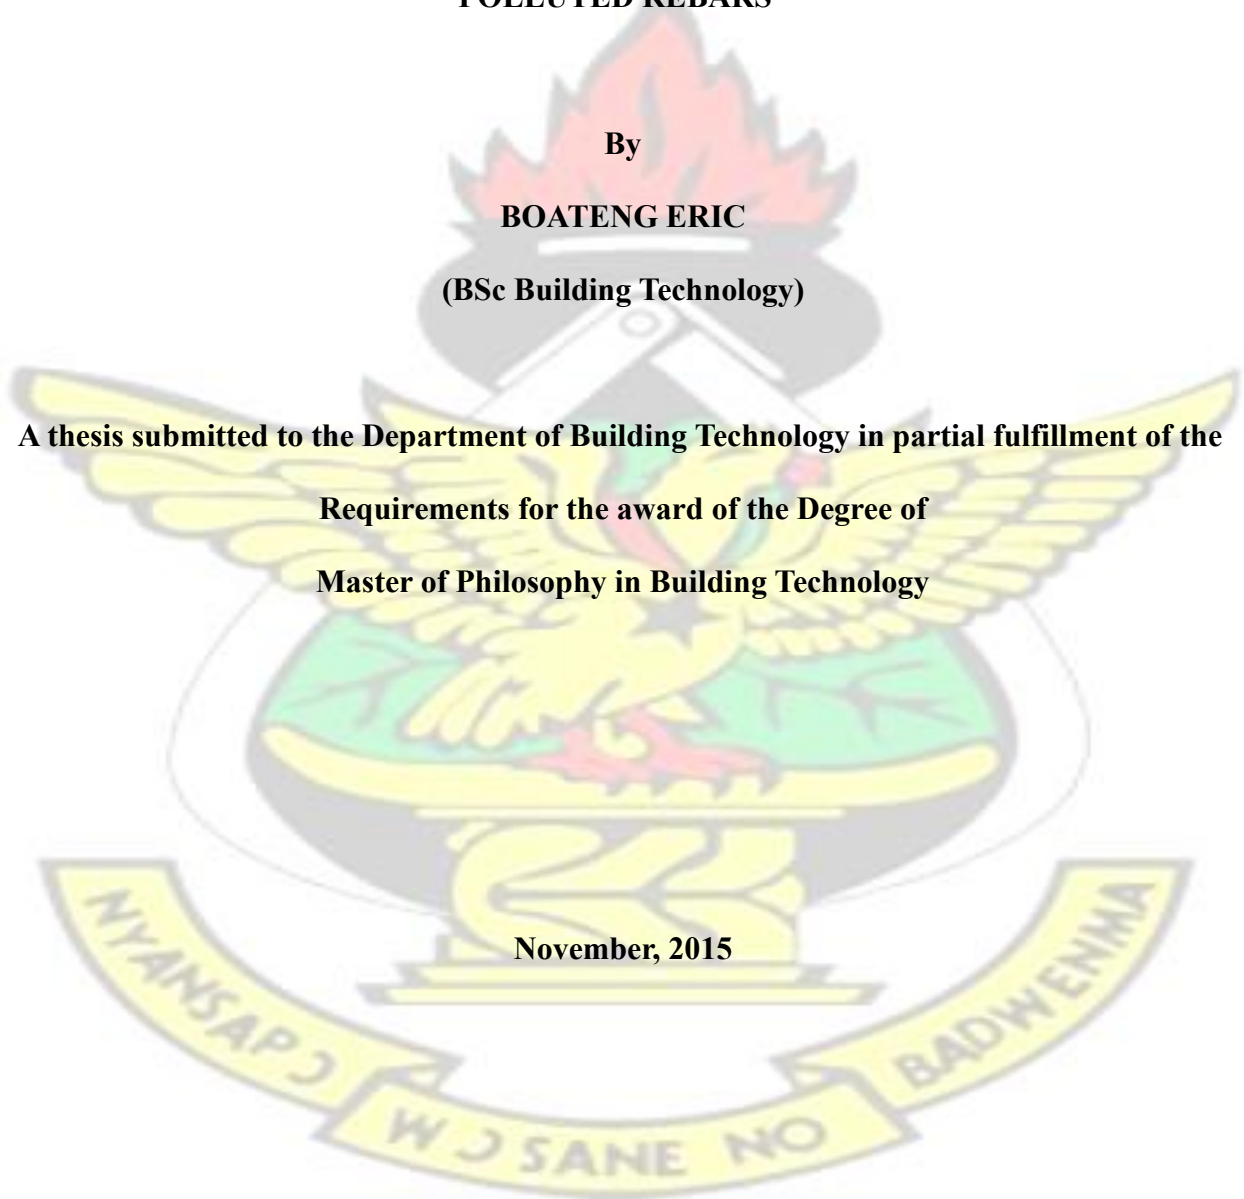 POLLUTED REBARS
By
BOATENG ERIC
(BSc Building Technology)
A thesis submitted to the Department of Building Technology in partial fulfillment of the
Requirements for the award of the Degree of
Master of Philosophy in Building Technology
November, 2015
NYANSAPƆ
WƆSANE NO
BADWENMA